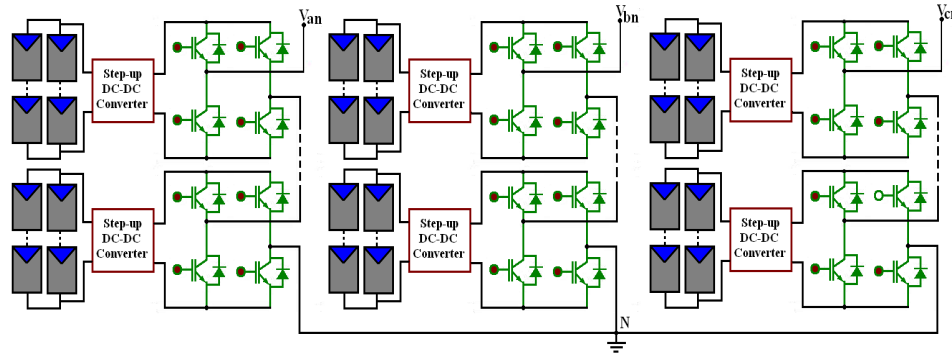 Van
Vbn
Vcn
Step-up
DC-DC
Converter
Step-up
DC-DC
Converter
Step-up
DC-DC
Converter
Step-up
DC-DC
Converter
Step-up
DC-DC
Converter
Step-up
DC-DC
Converter
N